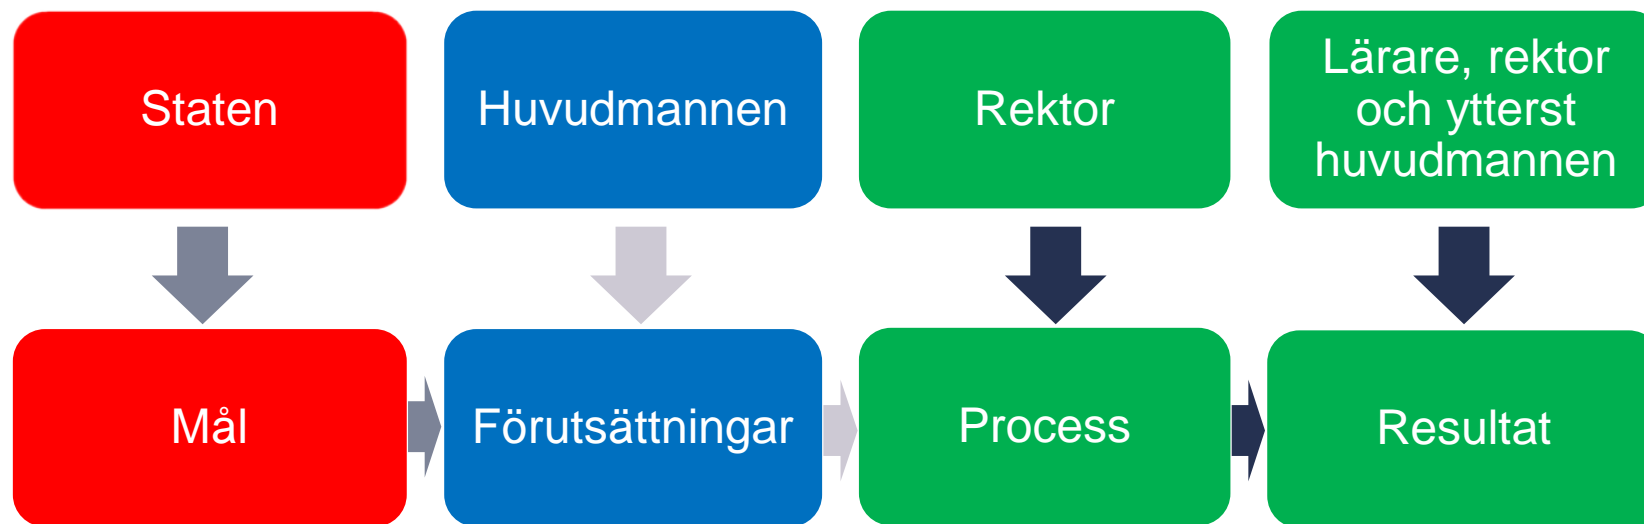 Staten
Huvudmannen
Rektor
Lärare, rektor
och ytterst
huvudmannen
Mål
Förutsättningar
Process
Resultat